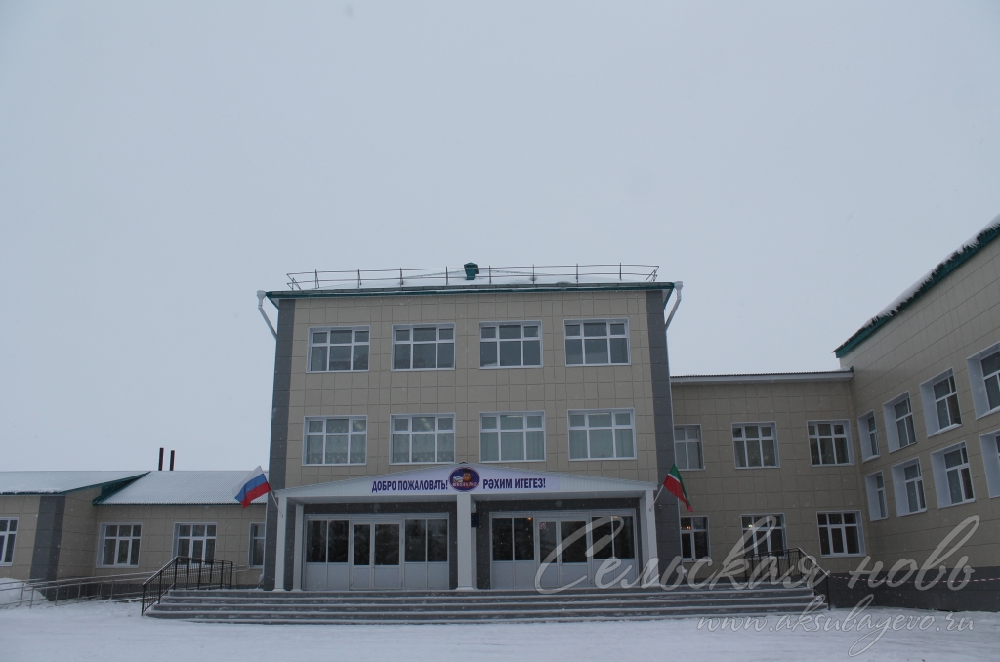 ДОБРО ПОЖАЛОВАТЬ! РӘХИМ ИТЕГЕЗ!
Сельская новь
www.aksubayevo.ru